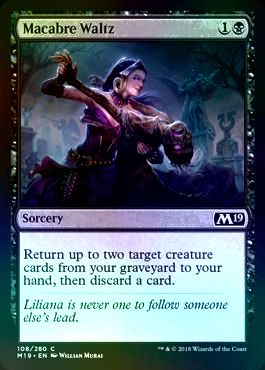 Macabre Waltz 1
Sorcery M19
Return up to two target creature
cards from your graveyard to your
hand, then discard a card.
Liliana is never one to follow someone
else's lead.
108/280 C
M19 • EN Willian Murai
™ & © 2018 Wizards of the Coast